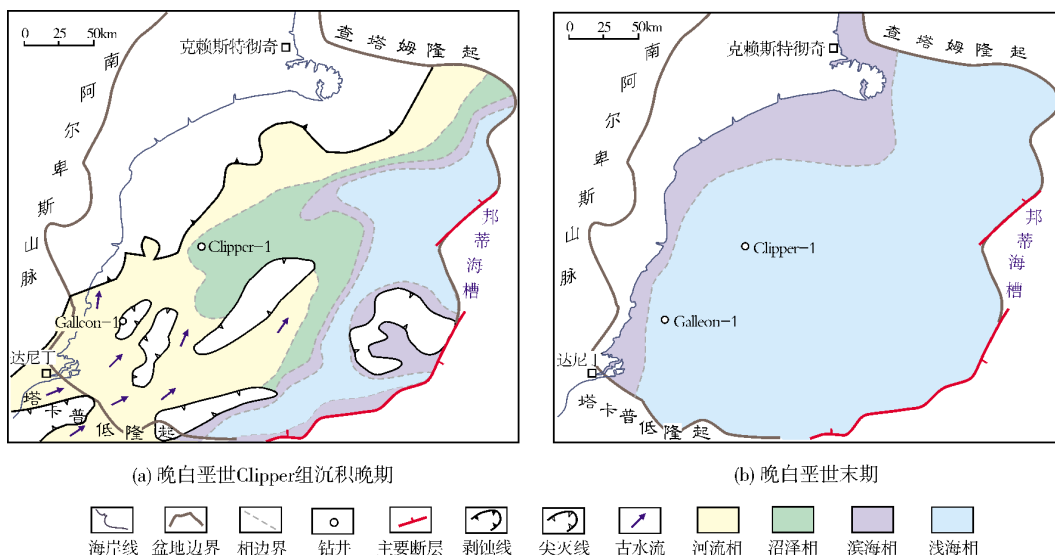 0 25 50km
克赖斯特彻奇
查塔姆隆起
南阿尔卑斯山脉
Clipper-1
邦蒂海槽
Galleon-1
达尼丁
塔卡普低隆起
0 25 50km
克赖斯特彻奇
查塔姆隆起
南阿尔卑斯山脉
Clipper-1
邦蒂海槽
Galleon-1
达尼丁
塔卡普低隆起
(a) 晚白垩世Clipper组沉积晚期
(b) 晚白垩世末期
海岸线 盆地边界 相边界 钻井 主要断层 剥蚀线 尖灭线 古水流 河流相 沼泽相 滨海相 浅海相